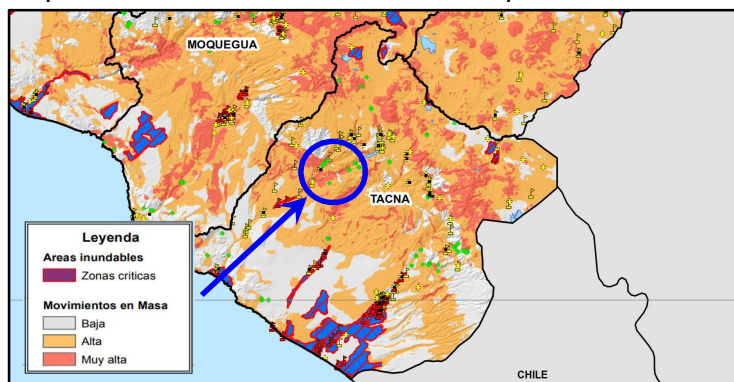 MOQUEGUA
TACNA
Leyenda
Areas inundables
Zonas criticas
Movimientos en Masa
Baja
Alta
Muy alta
CHILE